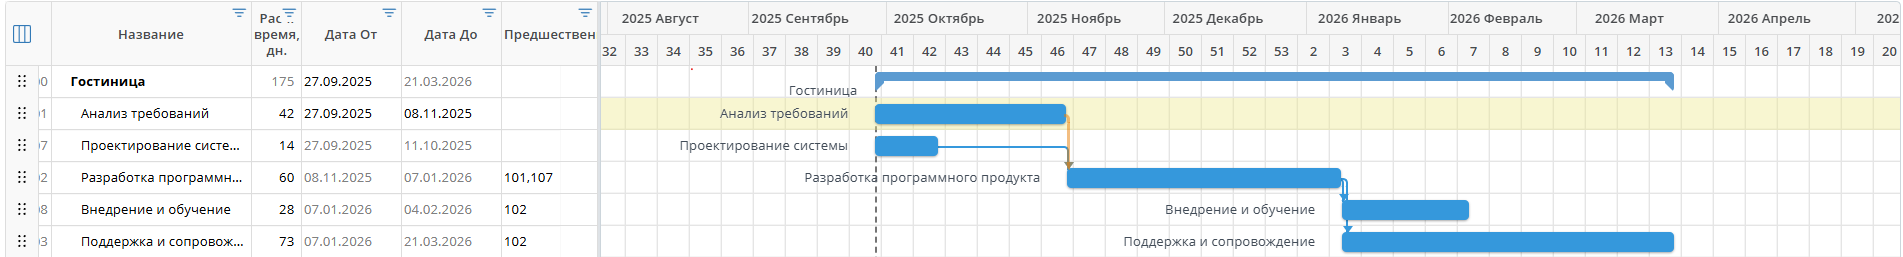 2025 Август 2025 Сентябрь 2025 Октябрь 2025 Ноябрь 2025 Декабрь 2026 Январь 2026 Февраль 2026 Март 2026 Апрель 202
Название время, дн. Дата От Дата До Предшествен
32 33 34 35 36 37 38 39 40 41 42 43 44 45 46 47 48 49 50 51 52 53 2 3 4 5 6 7 8 9 10 11 12 13 14 15 16 17 18 19 20
Гостиница 175 27.09.2025 21.03.2026
Гостиница
Анализ требований 42 27.09.2025 08.11.2025 Анализ требований
Проектирование систе... 14 27.09.2025 11.10.2025 Проектирование системы
Разработка программн... 60 08.11.2025 07.01.2026 101,107 Разработка программного продукта
Внедрение и обучение 28 07.01.2026 04.02.2026 102 Внедрение и обучение
Поддержка и сопровож... 73 07.01.2026 21.03.2026 102 Поддержка и сопровождение